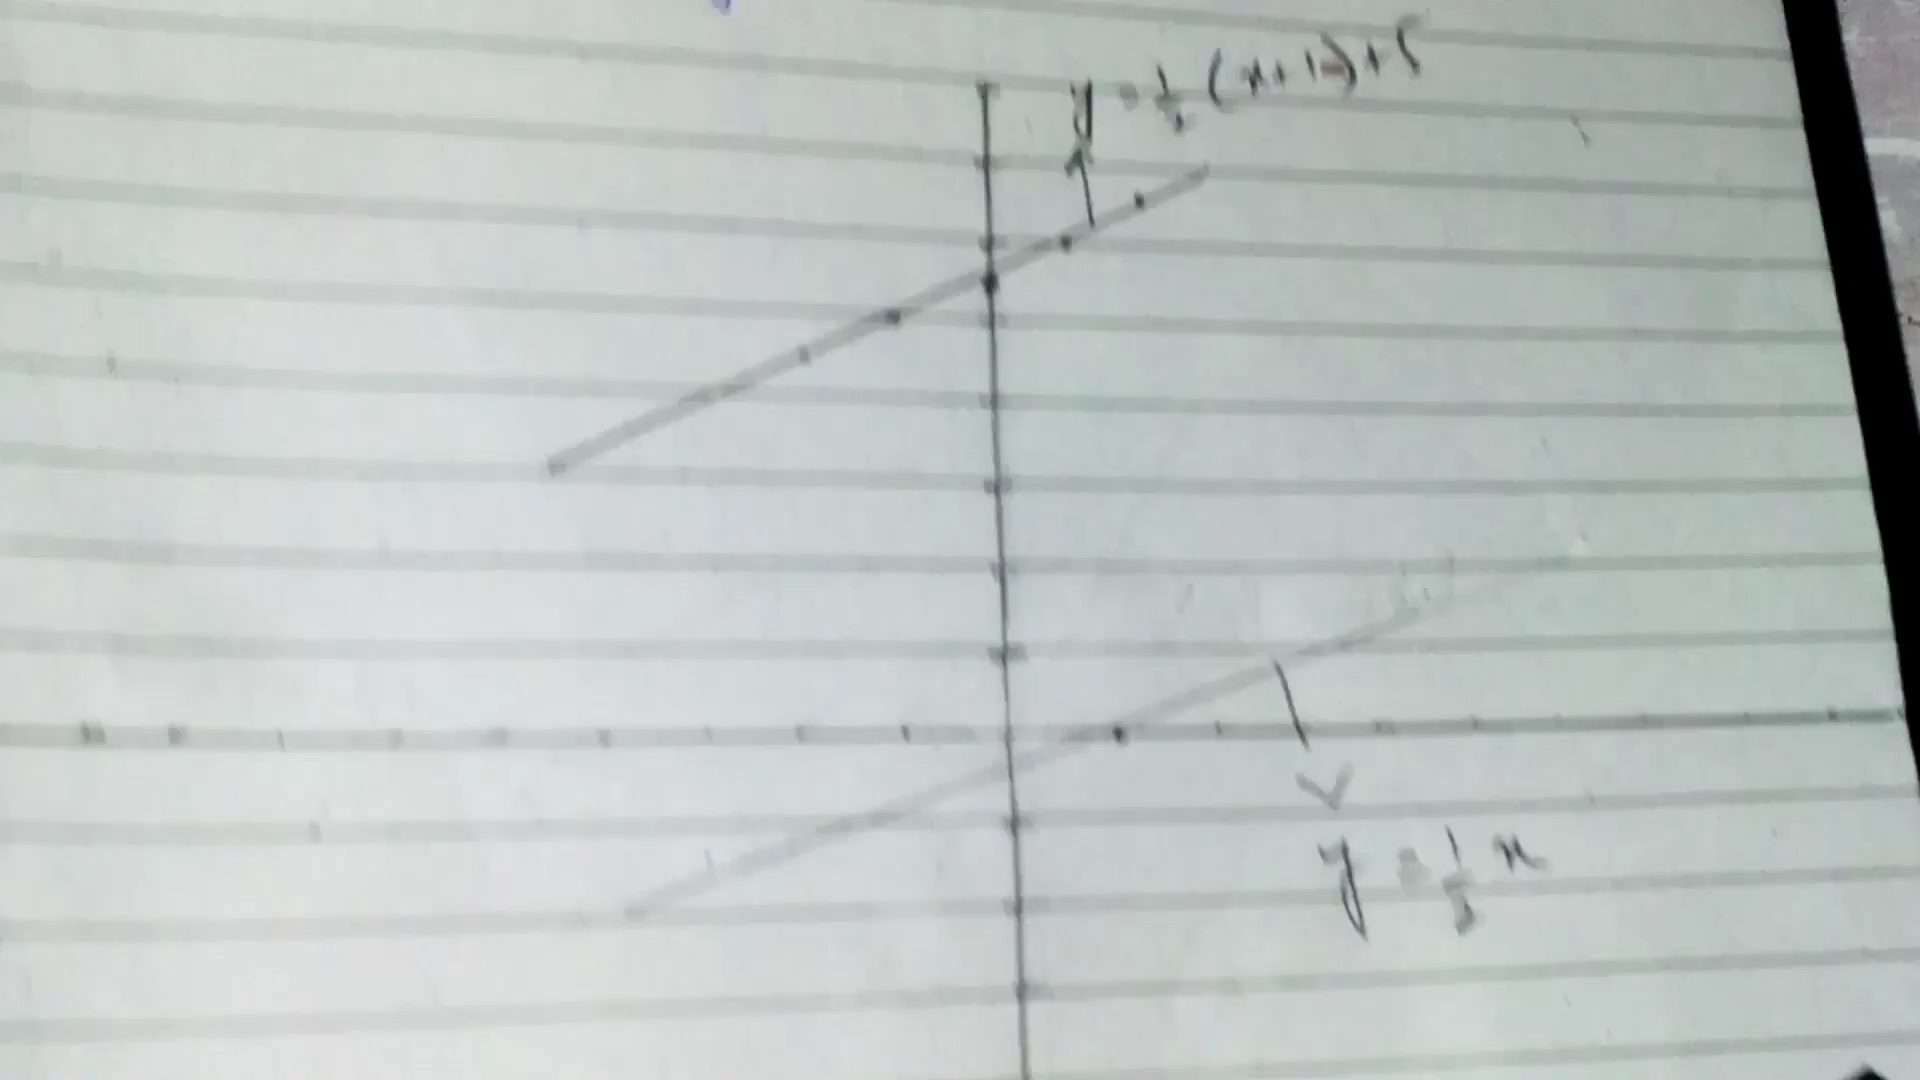 y = 1/2 (x+1) + 5
y = 1/2 x